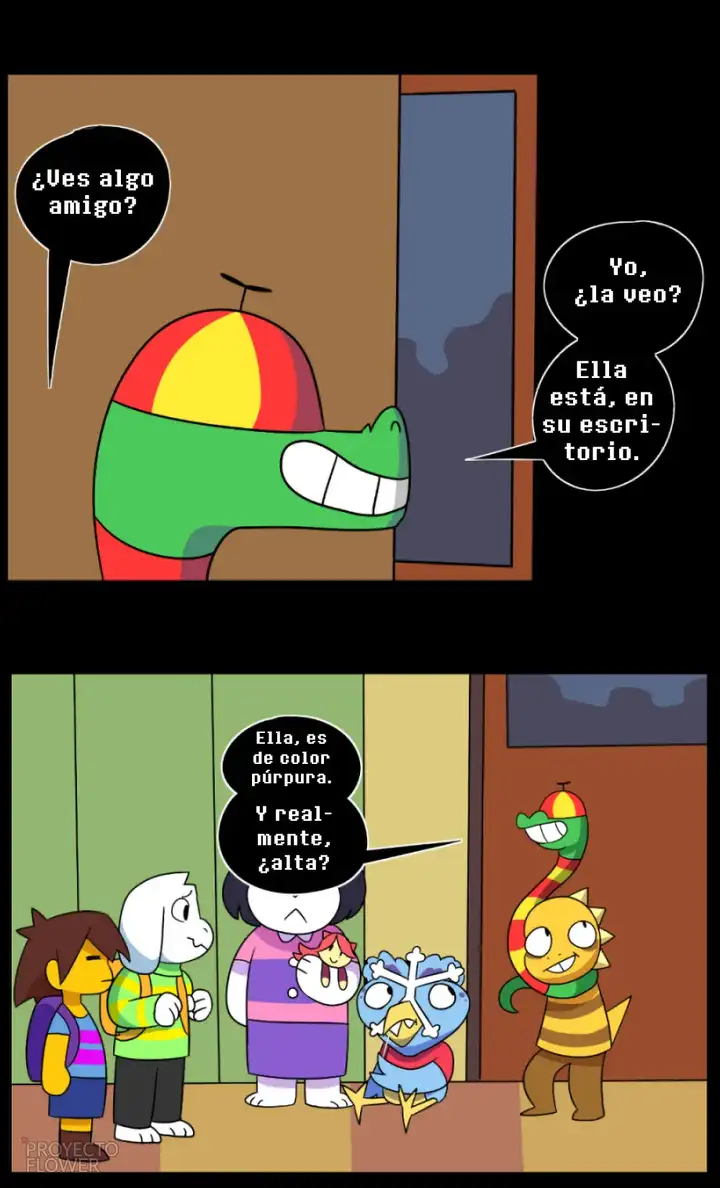 ¿Ves algo
amigo?
Yo,
¿la veo?
Ella
está, en
su escri-
torio.
Ella, es
de color
púrpura.
Y real-
mente,
¿alta?
PROYECTO
FLOWER